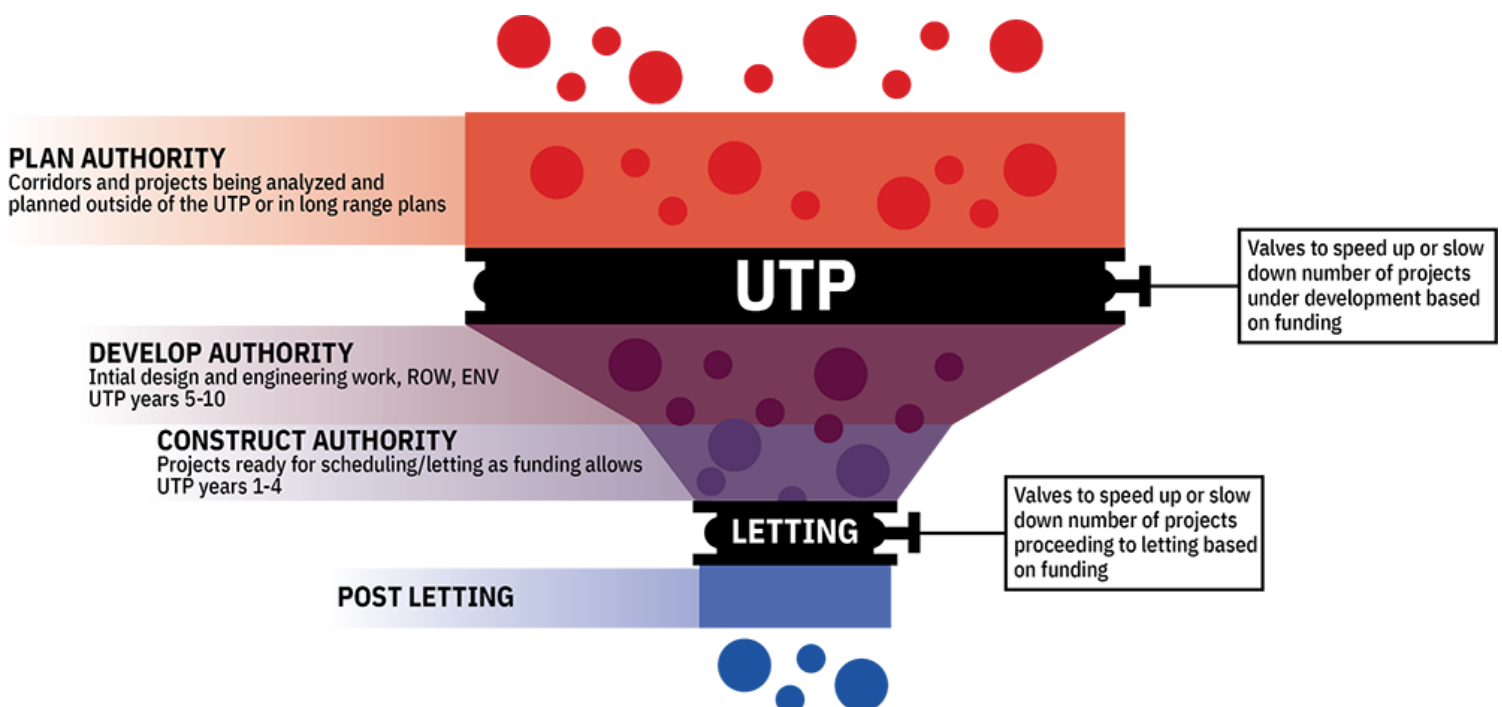 PLAN AUTHORITY
Corridors and projects being analyzed and
planned outside of the UTP or in long range plans
UTP
Valves to speed up or slow
down number of projects
under development based
on funding
DEVELOP AUTHORITY
Intial design and engineering work, ROW, ENV
UTP years 5-10
CONSTRUCT AUTHORITY
Projects ready for scheduling/letting as funding allows
UTP years 1-4
LETTING
Valves to speed up or slow
down number of projects
proceeding to letting based
on funding
POST LETTING